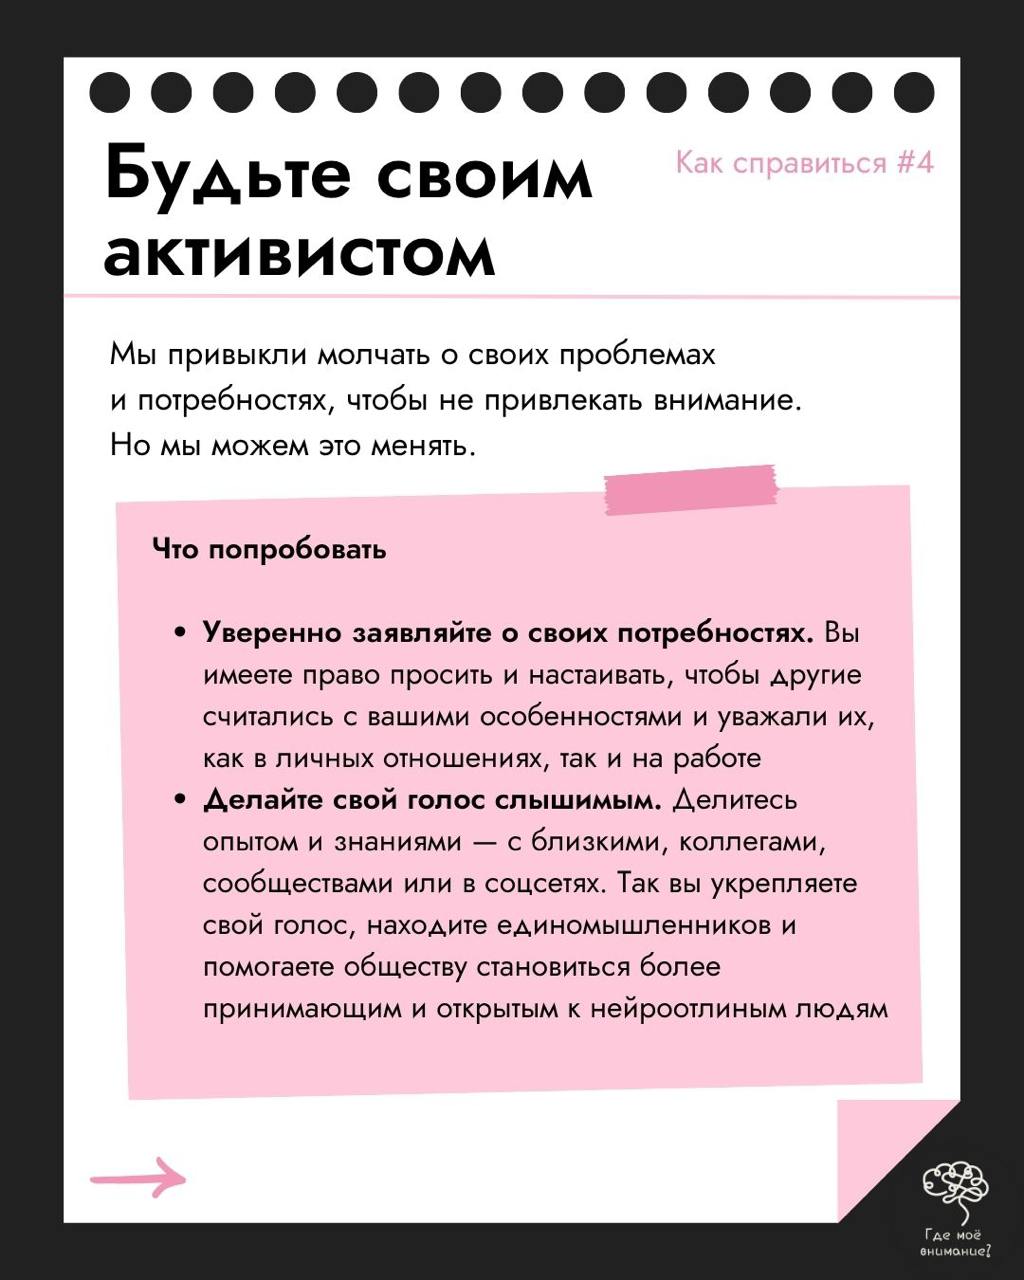 Будьте своим
активистом
Как справиться #4
Мы привыкли молчать о своих проблемах
и потребностях, чтобы не привлекать внимание.
Но мы можем это менять.
Что попробовать
• Уверенно заявляйте о своих потребностях. Вы
имеете право просить и настаивать, чтобы другие
считались с вашими особенностями и уважали их,
как в личных отношениях, так и на работе
• Делайте свой голос слышимым. Делитесь
опытом и знаниями — с близкими, коллегами,
сообществами или в соцсетях. Так вы укрепляете
свой голос, находите единомышленников и
помогаете обществу становиться более
принимающим и открытым к нейроотлиным людям
Где моё
внимание?